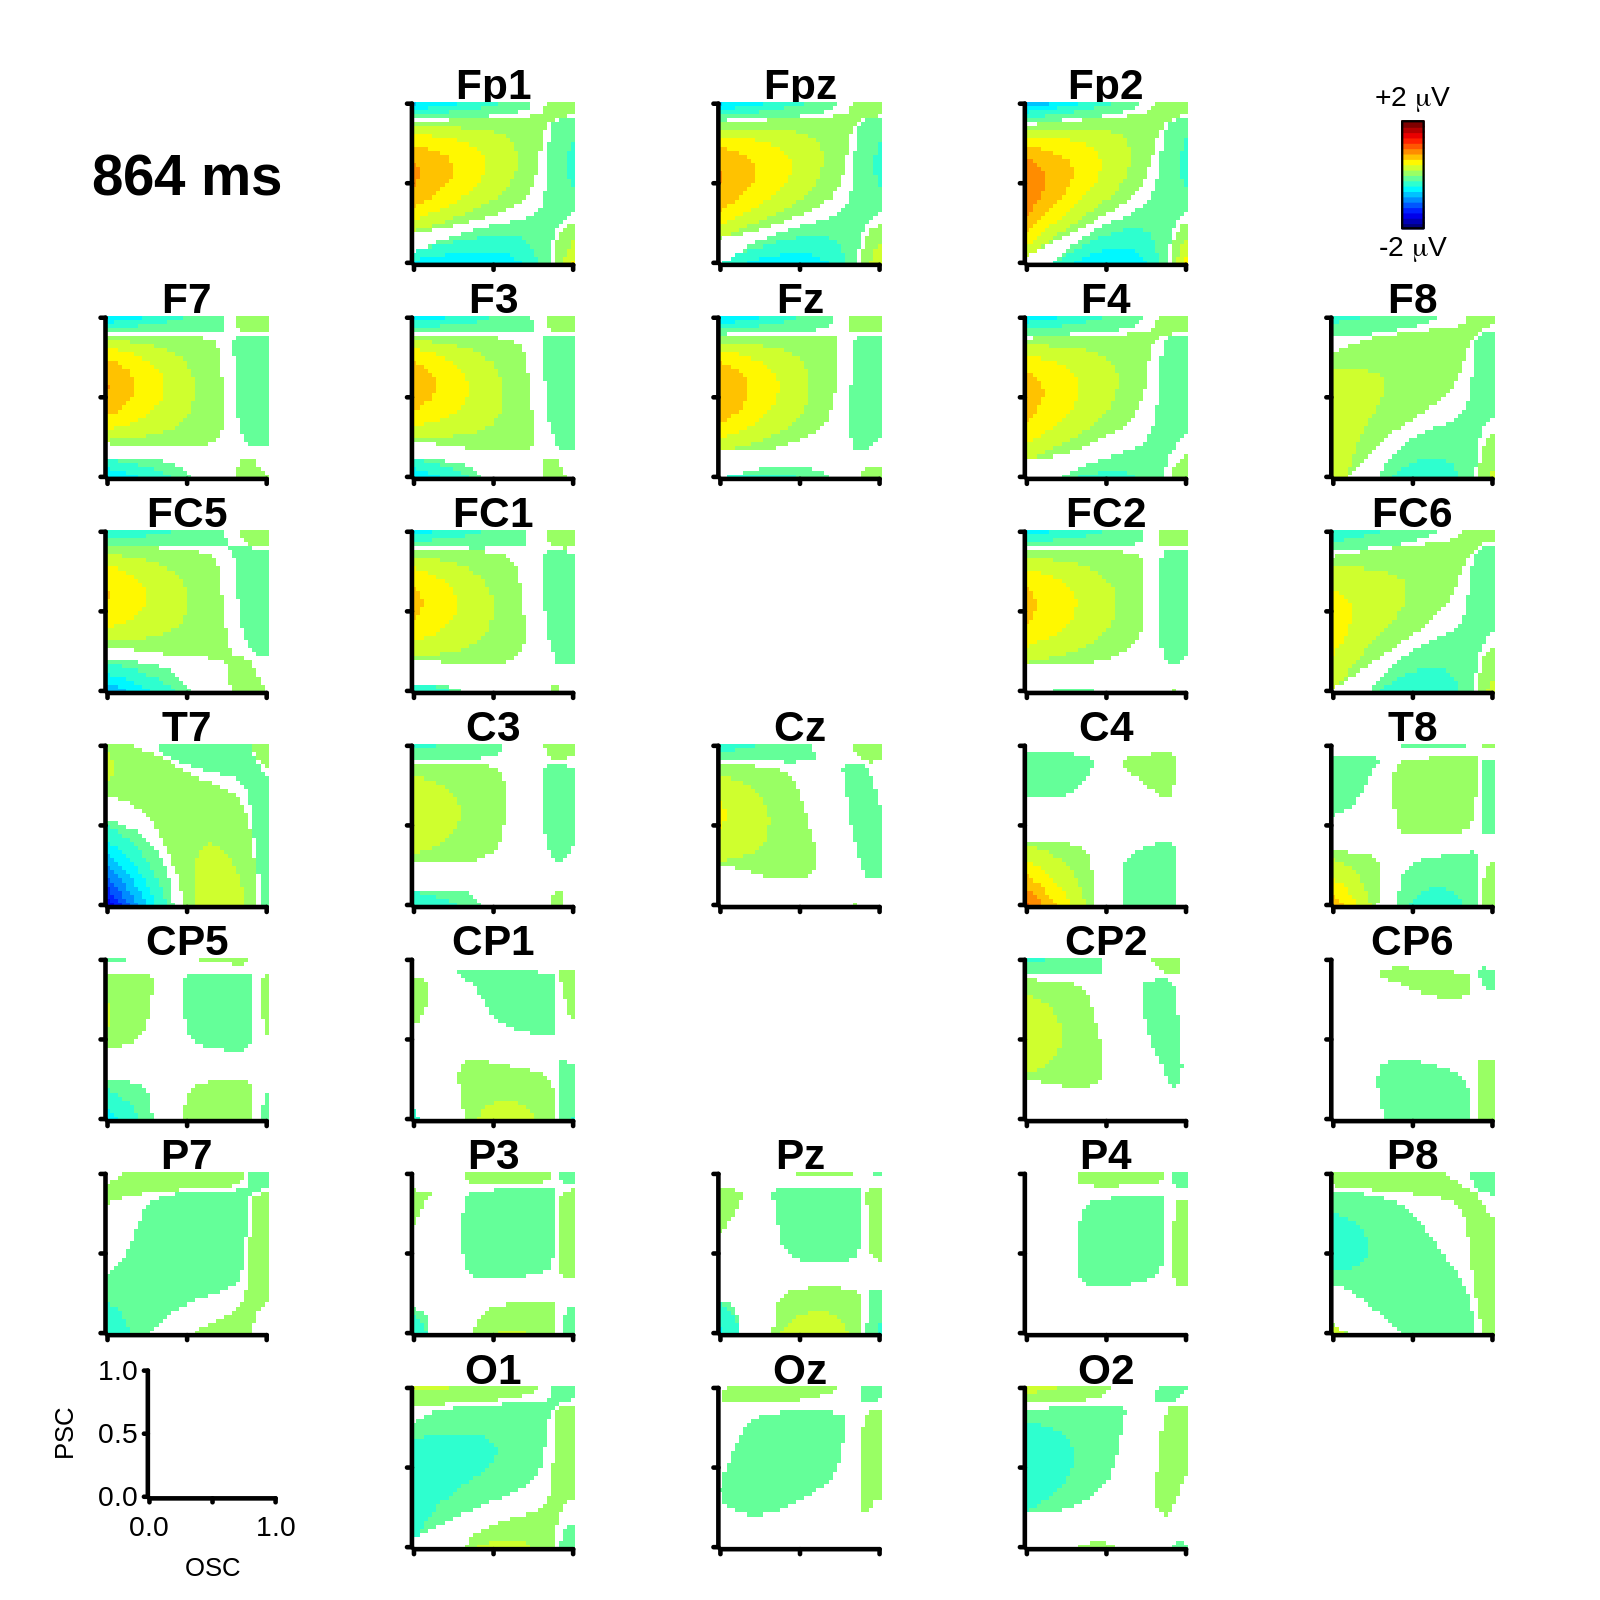 Fp1 Fpz Fp2
+2 μV
864 ms
-2 μV
F7 F3 Fz F4 F8
FC5 FC1 FC2 FC6
T7 C3 Cz C4 T8
CP5 CP1 CP2 CP6
P7 P3 Pz P4 P8
O1 Oz O2
1.0
0.5
0.0
PSC
0.0 1.0
OSC